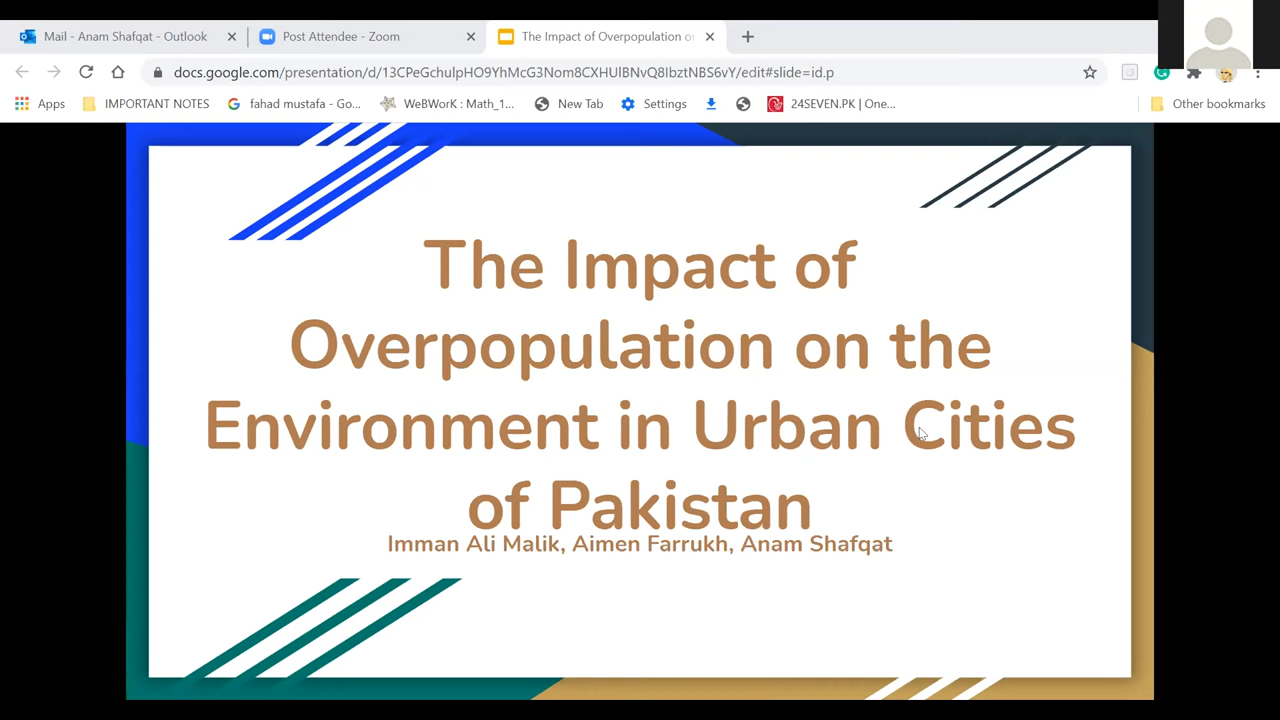 Mail - Anam Shafqat - Outlook
Post Attendee - Zoom
The Impact of Overpopulation or
docs.google.com/presentation/d/13CPeGchulpHO9YhMcG3Nom8CXHUlBNvQ8IbztNBS6vY/edit#slide=id.p
Apps
IMPORTANT NOTES
fahad mustafa - Go...
WeBWorK : Math_1...
New Tab
Settings
24SEVEN.PK | One...
Other bookmarks
The Impact of
Overpopulation on the
Environment in Urban Cities
of Pakistan
Imman Ali Malik, Aimen Farrukh, Anam Shafqat